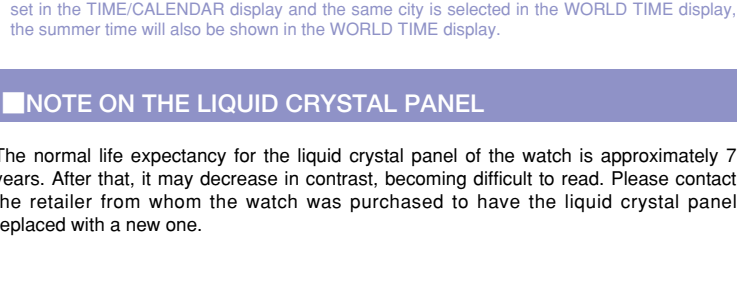 set in the TIME/CALENDAR display and the same city is selected in the WORLD TIME display,
the summer time will also be shown in the WORLD TIME display.
■NOTE ON THE LIQUID CRYSTAL PANEL
The normal life expectancy for the liquid crystal panel of the watch is approximately 7
years. After that, it may decrease in contrast, becoming difficult to read. Please contact
the retailer from whom the watch was purchased to have the liquid crystal panel
replaced with a new one.